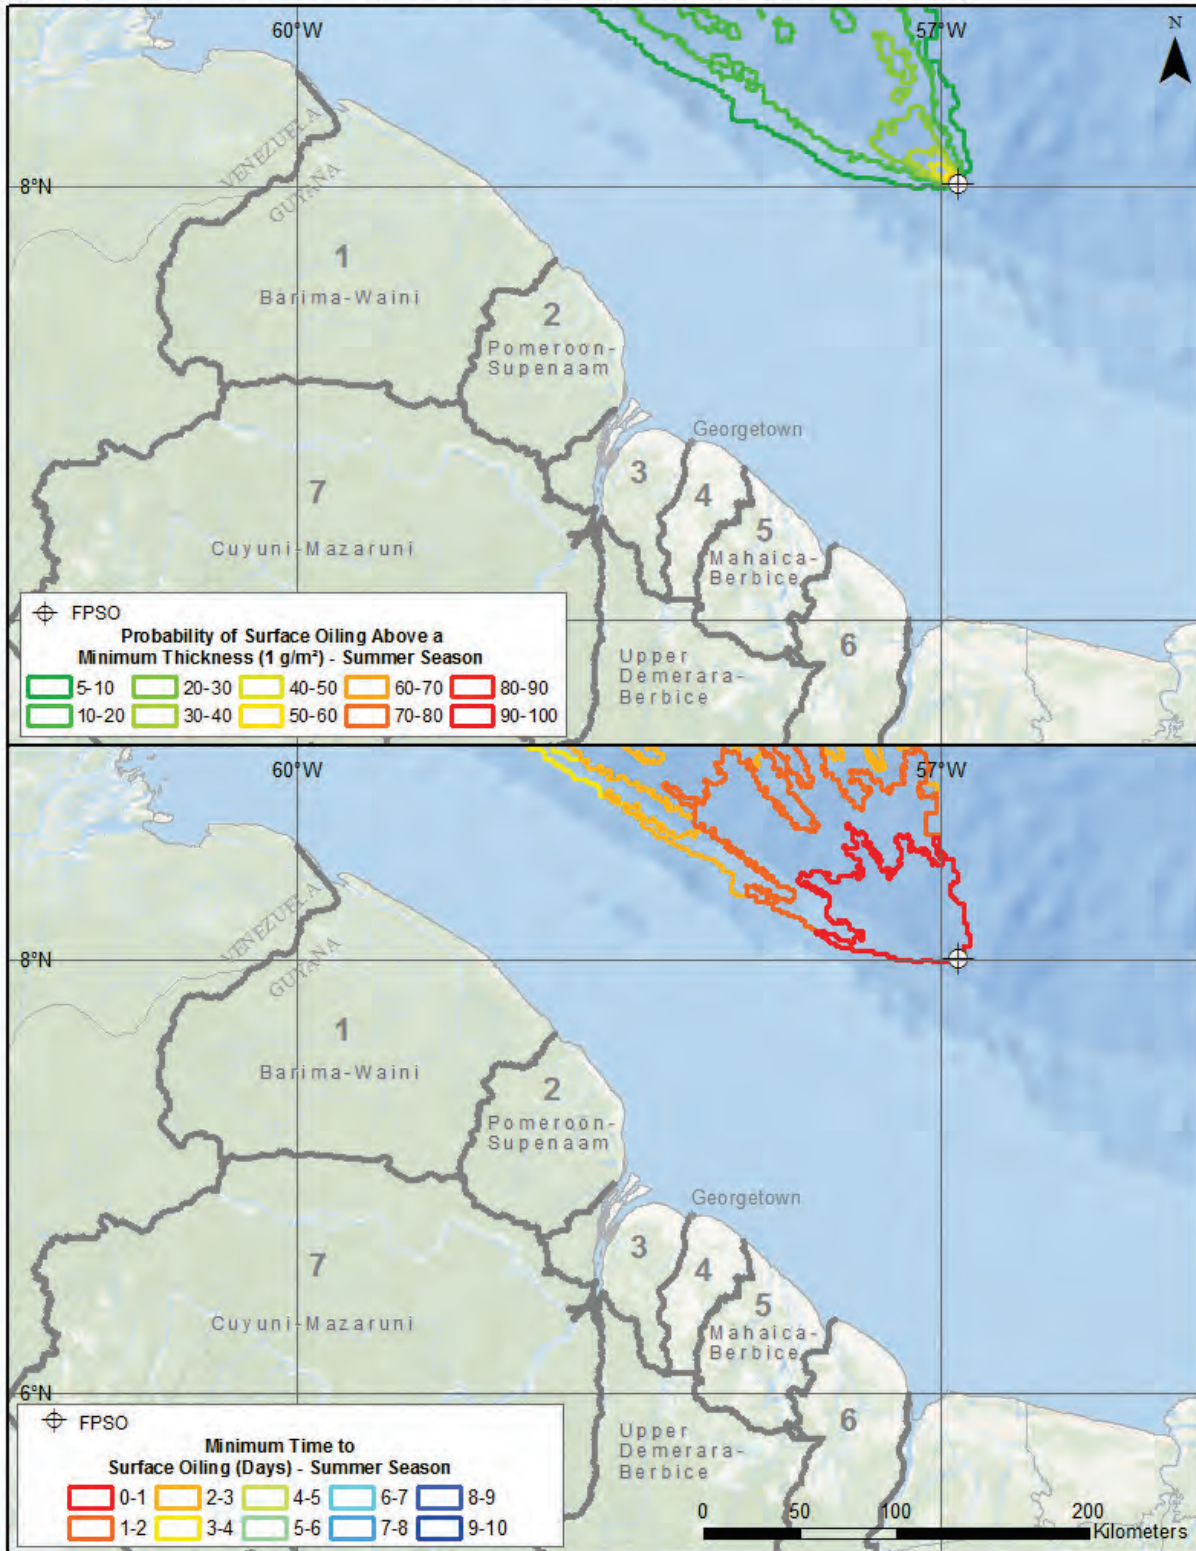 60°W
57°W
N
VENEZUELA
GUYANA
8°N
1
Barima-Waini
2
Pomeroon-
Supenaam
Georgetown
3
4
7
5
Cuyuni-Mazaruni
Mahaica-
Berbice
6
Upper
Demerara-
Berbice
FPSO
Probability of Surface Oiling Above a
Minimum Thickness (1 g/m²) - Summer Season
5-10 20-30 40-50 60-70 80-90
10-20 30-40 50-60 70-80 90-100
60°W
57°W
VENEZUELA
GUYANA
8°N
1
Barima-Waini
2
Pomeroon-
Supenaam
Georgetown
3
4
7
5
Cuyuni-Mazaruni
Mahaica-
Berbice
6°N
6
Upper
Demerara-
Berbice
FPSO
Minimum Time to
Surface Oiling (Days) - Summer Season
0-1 2-3 4-5 6-7 8-9
1-2 3-4 5-6 7-8 9-10
0 50 100 200
Kilometers